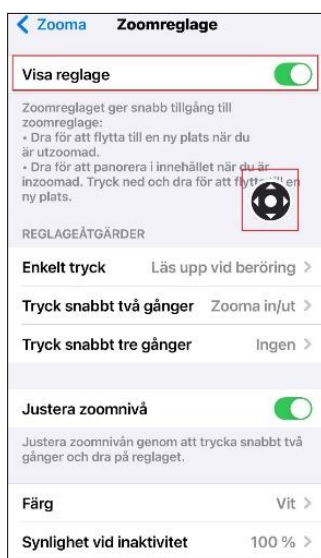 Zooma Zoomreglage
Visa reglage
Zoomreglaget ger snabb tillgång till
zoomreglage:
• Dra för att flytta till en ny plats när du
är utzoomad.
• Dra för att panorera i innehållet när du är
inzoomad. Tryck ned och dra för att flytta till en
ny plats.
REGLAGEÅTGÄRDER
Enkelt tryck Läs upp vid beröring
Tryck snabbt två gånger Zooma in/ut
Tryck snabbt tre gånger Ingen
Justera zoomnivå
Justera zoomnivån genom att trycka snabbt två
gånger och dra på reglaget.
Färg Vit
Synlighet vid inaktivitet 100 %